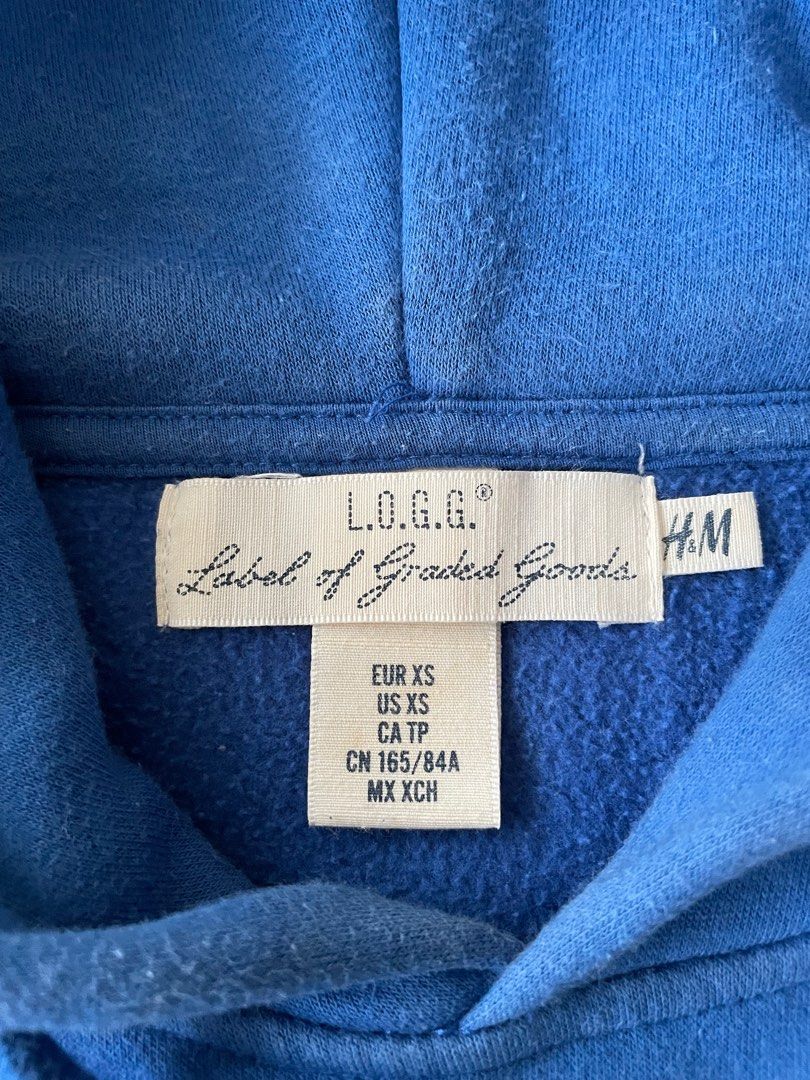 L.O.G.G.®
Label of Graded Goods
H&M
EUR XS
US XS
CA TP
CN 165/84A
MX XCH